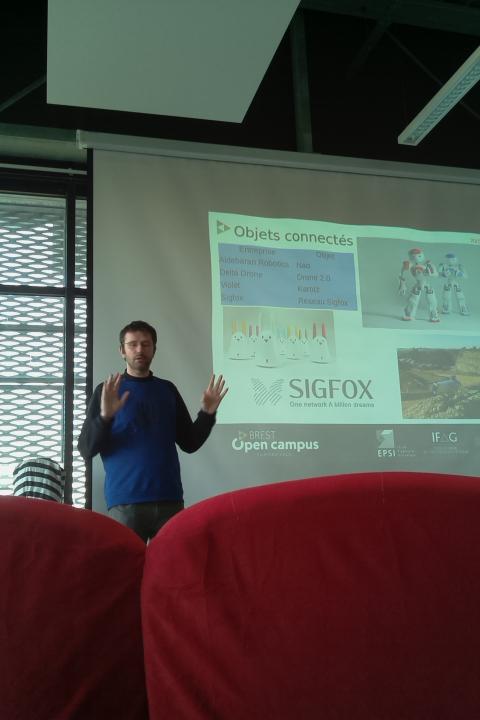 Objets connectés
Entreprise Objet
Aldebaran Robotics Nao
Delta Drone Drone 2.0
Violet Karotz
Sigfox Reseau Sigfox
SIGFOX
One network A billion dreams
BREST
Open campus
EPSI
IFAG